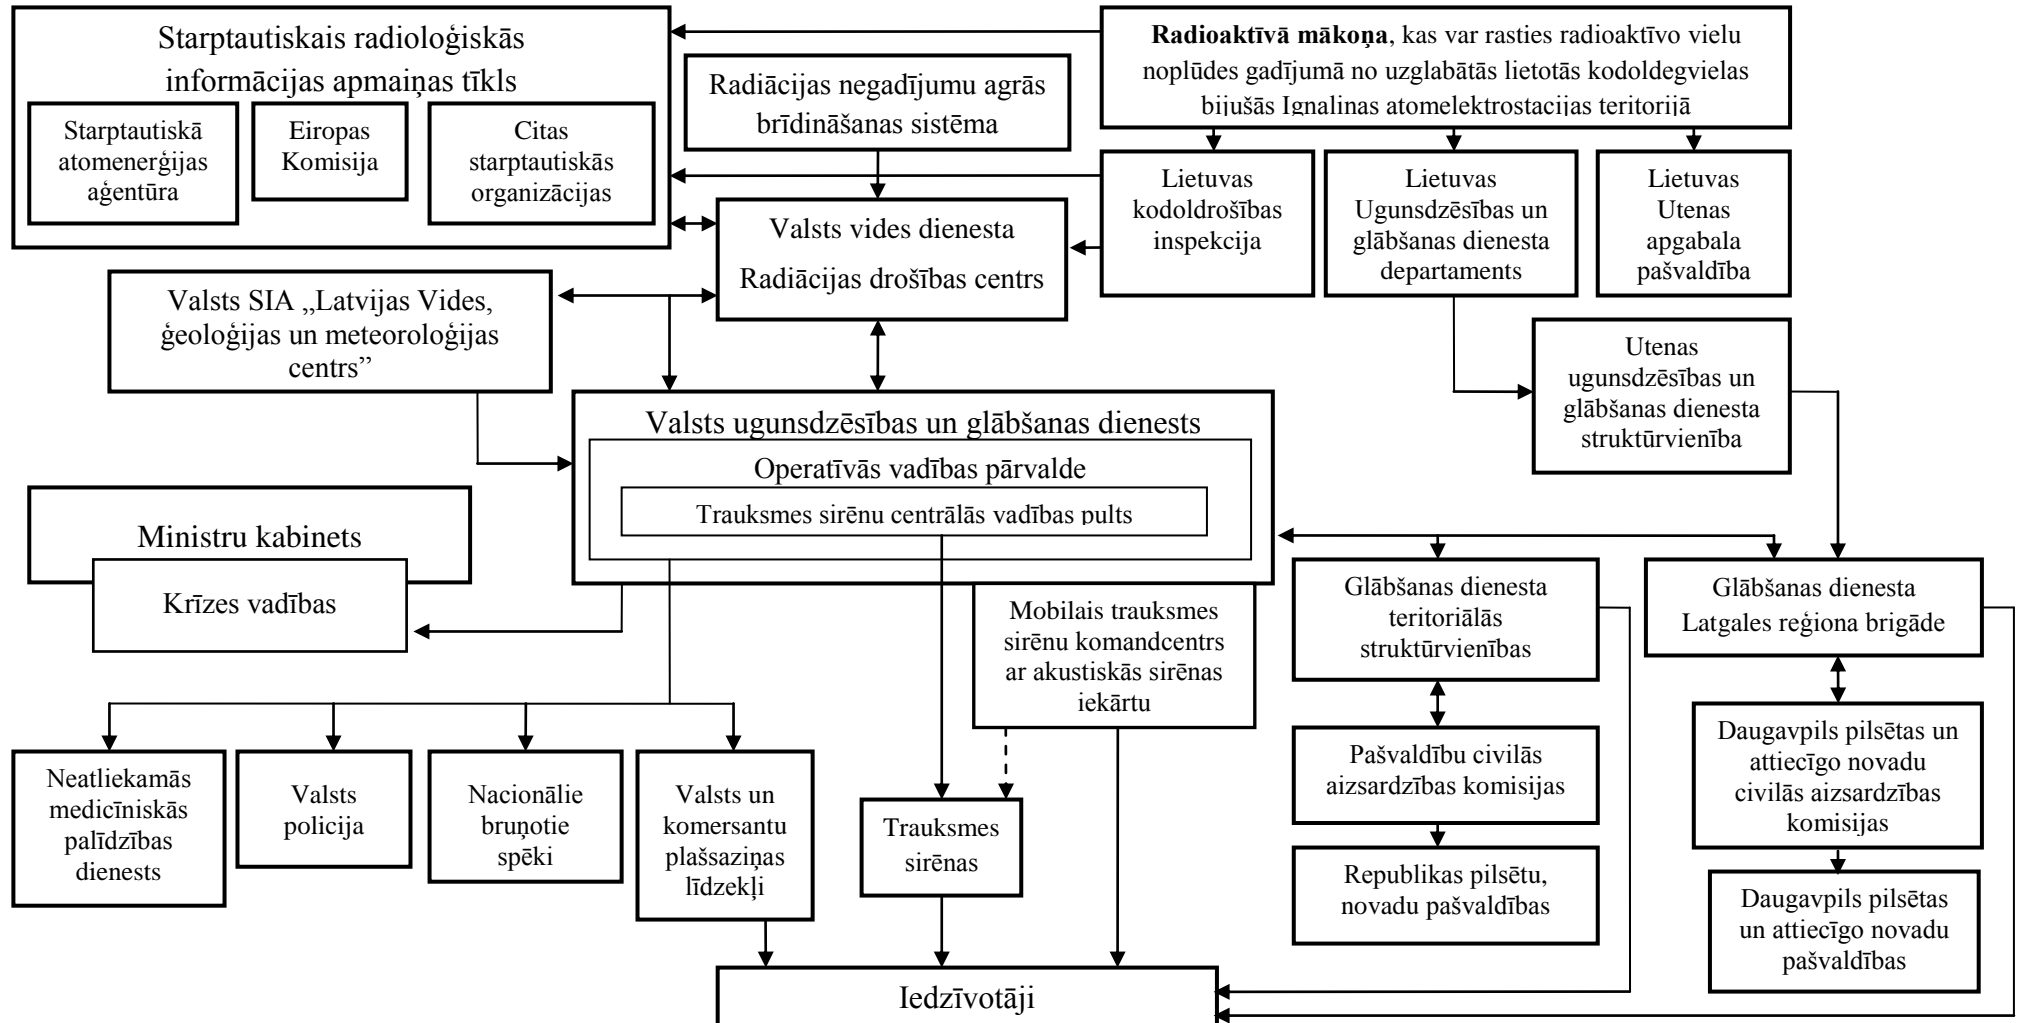 Starptautiskais radioloģiskās
informācijas apmaiņas tīkls
Starptautiskā
atomenerģijas
aģentūra
Eiropas
Komisija
Citas
starptautiskās
organizācijas
Radiācijas negadījumu agrās
brīdināšanas sistēma
Radioaktīvā mākoņa, kas var rasties radioaktīvo vielu
noplūdes gadījumā no uzglabātās lietotās kodoldegvielas
bijušās Ignalinas atomelektrostacijas teritorijā
Valsts vides dienesta
Radiācijas drošības centrs
Lietuvas
kodoldrošības
inspekcija
Lietuvas
Ugunsdzēsības un
glābšanas dienesta
departaments
Lietuvas
Utenas
apgabala
pašvaldība
Valsts SIA „Latvijas Vides,
ģeoloģijas un meteoroloģijas
centrs”
Utenas
ugunsdzēsības un
glābšanas dienesta
struktūrvienība
Valsts ugunsdzēsības un glābšanas dienests
Operatīvās vadības pārvalde
Trauksmes sirēnu centrālās vadības pults
Ministru kabinets
Krīzes vadības
Mobilais trauksmes
sirēnu komandcentrs
ar akustiskās sirēnas
iekārtu
Glābšanas dienesta
teritoriālās
struktūrvienības
Glābšanas dienesta
Latgales reģiona brigāde
Neatliekamās
medicīniskās
palīdzības
dienests
Valsts
policija
Nacionālie
bruņotie
spēki
Valsts un
komersantu
plašsaziņas
līdzekļi
Trauksmes
sirēnas
Pašvaldību civilās
aizsardzības komisijas
Daugavpils pilsētas un
attiecīgo novadu
civilās aizsardzības
komisijas
Republikas pilsētu,
novadu pašvaldības
Daugavpils pilsētas
un attiecīgo novadu
pašvaldības
Iedzīvotāji